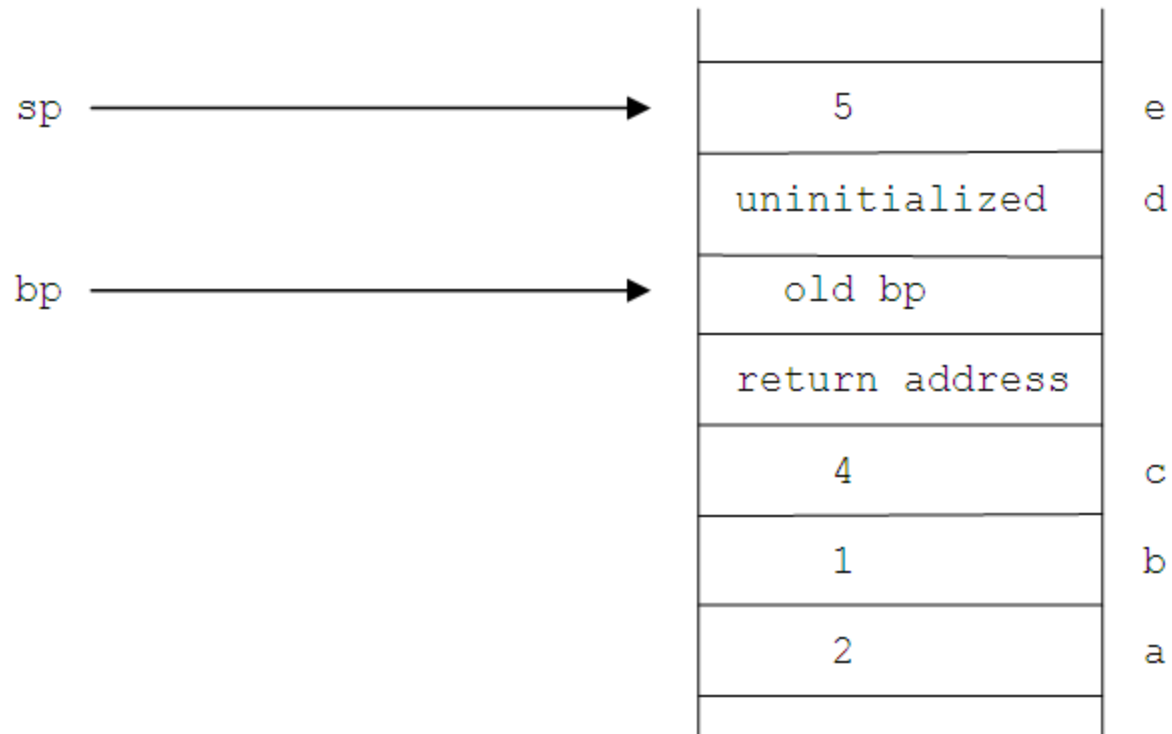 sp 5 e
uninitialized d
bp old bp
return address
4 c
1 b
2 a